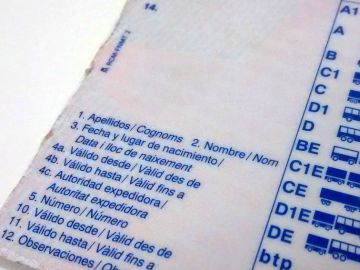 14.
RCM FNMT 2
1. Apellidos / Cognoms  2. Nombre / Nom
3. Fecha y lugar de nacimiento /
Data i lloc de naixement
4a. Válido desde / Vàlid des de
4b. Válido hasta / Vàlid fins a
4c. Autoridad expedidora /
Autoritat expedidora
5. Número / Número
10. Válido desde / Vàlid des de
11. Válido hasta / Vàlid fins a
12. Observaciones /
A1
A
B
C1
C
D1
D
BE
C1E
CE
D1E
DE
btp